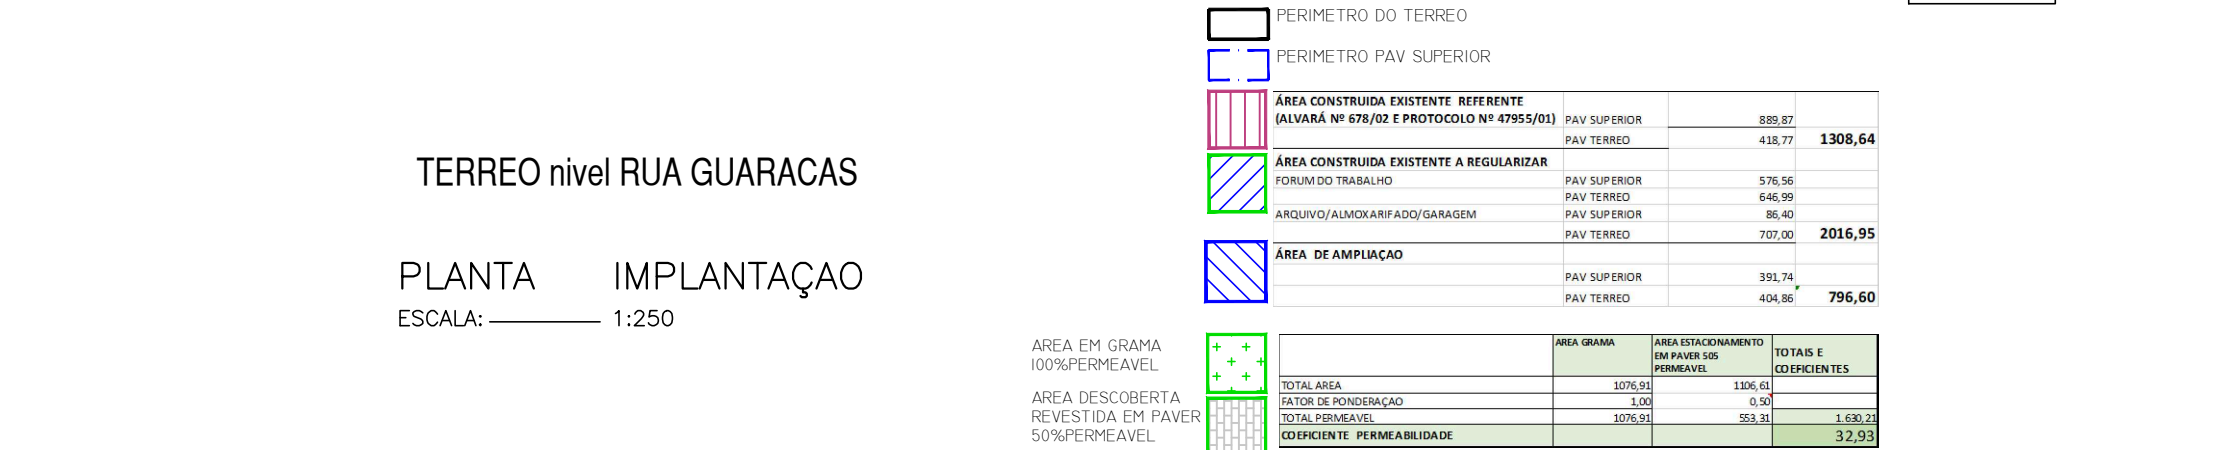 PERIMETRO DO TERREO
PERIMETRO PAV SUPERIOR
TERREO nivel RUA GUARACAS
PLANTA IMPLANTAÇAO
ESCALA: 1:250
ÁREA CONSTRUIDA EXISTENTE REFERENTE
(ALVARÁ Nº 678/02 E PROTOCOLO Nº 47955/01) PAV SUPERIOR 889,87
PAV TERREO 418,77 1308,64
ÁREA CONSTRUIDA EXISTENTE A REGULARIZAR
FORUM DO TRABALHO PAV SUPERIOR 576,56
PAV TERREO 646,99
ARQUIVO/ALMOXARIFADO/GARAGEM PAV SUPERIOR 86,40
PAV TERREO 707,00 2016,95
ÁREA DE AMPLIAÇAO
PAV SUPERIOR 391,74
PAV TERREO 404,86 796,60
AREA EM GRAMA
100%PERMEAVEL
AREA DESCOBERTA
REVESTIDA EM PAVER
50%PERMEAVEL
AREA GRAMA
AREA ESTACIONAMENTO
EM PAVER 505
PERMEAVEL
TOTAIS E
COEFICIENTES
TOTAL AREA 1076,91 1106,61
FATOR DE PONDERAÇAO 1,00 0,50
TOTAL PERMEAVEL 1076,91 553,31 1.630,21
COEFICIENTE PERMEABILIDADE 32,93